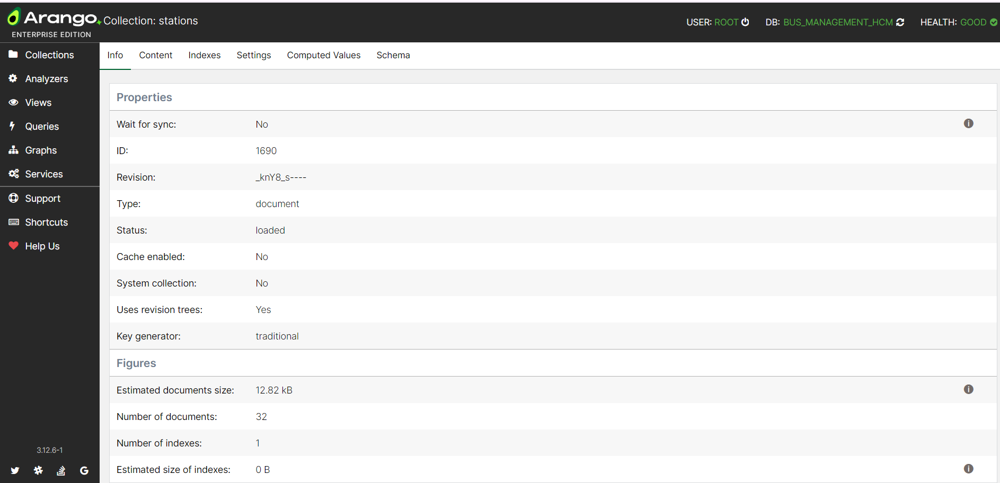 Arango Collection: stations USER: ROOT DB: BUS_MANAGEMENT_HCM HEALTH: GOOD
ENTERPRISE EDITION
Collections
Analyzers
Views
Queries
Graphs
Services
Support
Shortcuts
Help Us
3.12.6-1
Info Content Indexes Settings Computed Values Schema
Properties
Wait for sync: No
ID: 1690
Revision: _knY8_s----
Type: document
Status: loaded
Cache enabled: No
System collection: No
Uses revision trees: Yes
Key generator: traditional
Figures
Estimated documents size: 12.82 kB
Number of documents: 32
Number of indexes: 1
Estimated size of indexes: 0 B